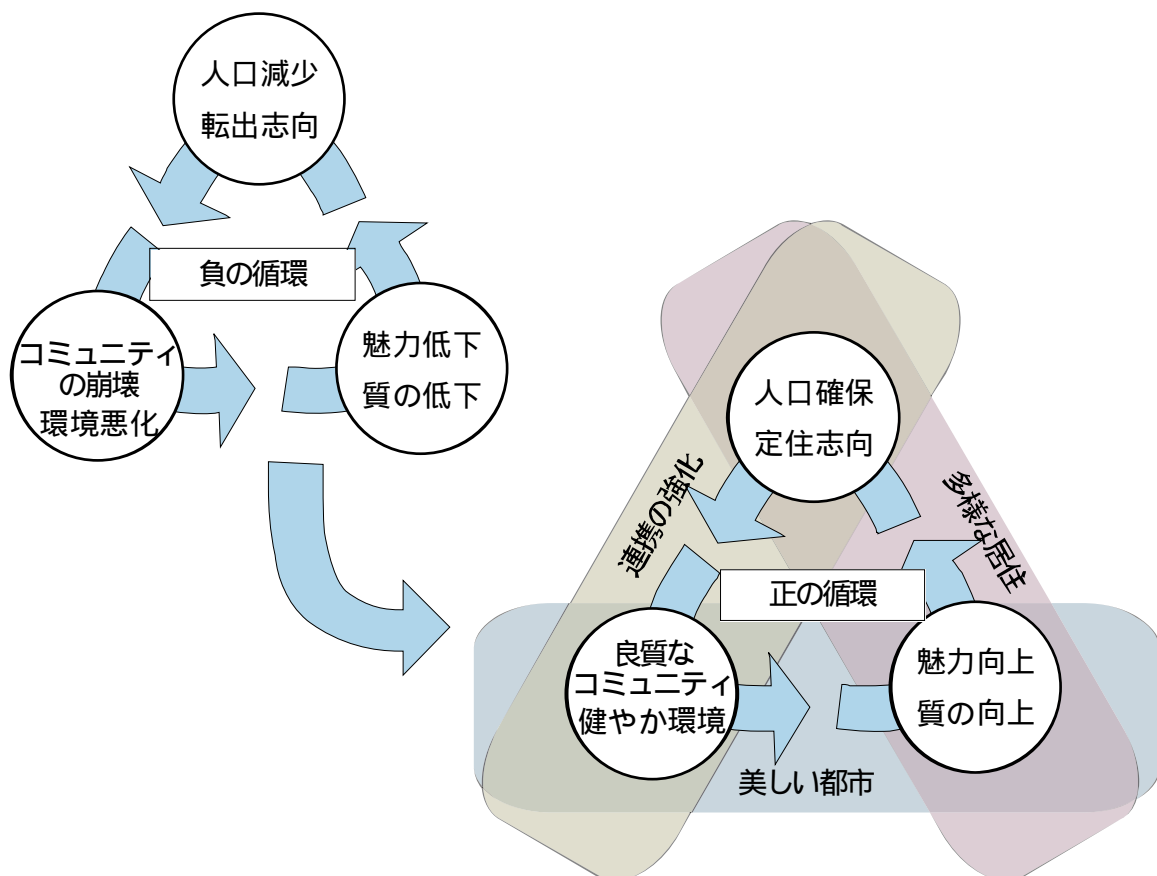 人口減少
転出志向
負の循環
コミュニティ
の崩壊
環境悪化
魅力低下
質の低下
人口確保
定住志向
連携の強化
多様な居住
正の循環
良質な
コミュニティ
健やか環境
魅力向上
質の向上
美しい都市